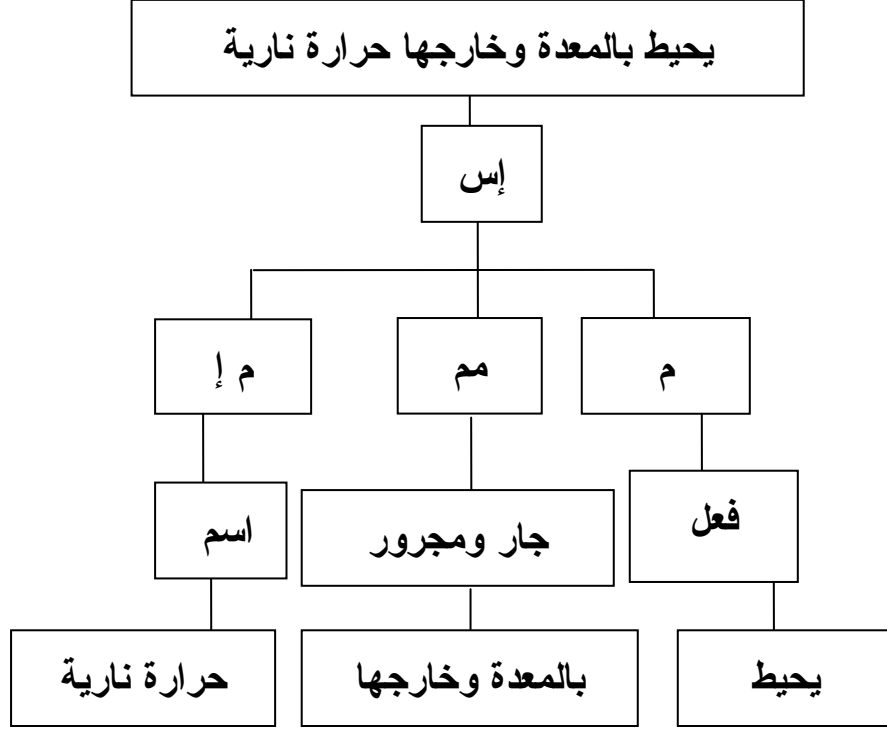 يحيط بالمعدة وخارجها حرارة نارية
إس
م
مم
م إ
فعل
جار ومجرور
اسم
يحيط
بالمعدة وخارجها
حرارة نارية